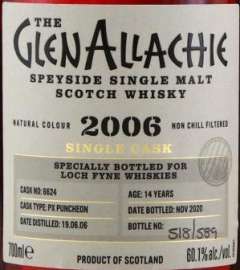 THE
GLENALLACHIE
SPEYSIDE SINGLE MALT
SCOTCH WHISKY
NATURAL COLOUR 2006 NON CHILL FILTERED
SINGLE CASK
SPECIALLY BOTTLED FOR
LOCH FYNE WHISKIES
CASK NO: 6624 AGE: 14 YEARS
CASK TYPE: PX PUNCHEON DATE BOTTLED: NOV 2020
DATE DISTILLED: 19.06.06 BOTTLE NO: 518/589
700ml e 60.1% alc./vol.
PRODUCT OF SCOTLAND